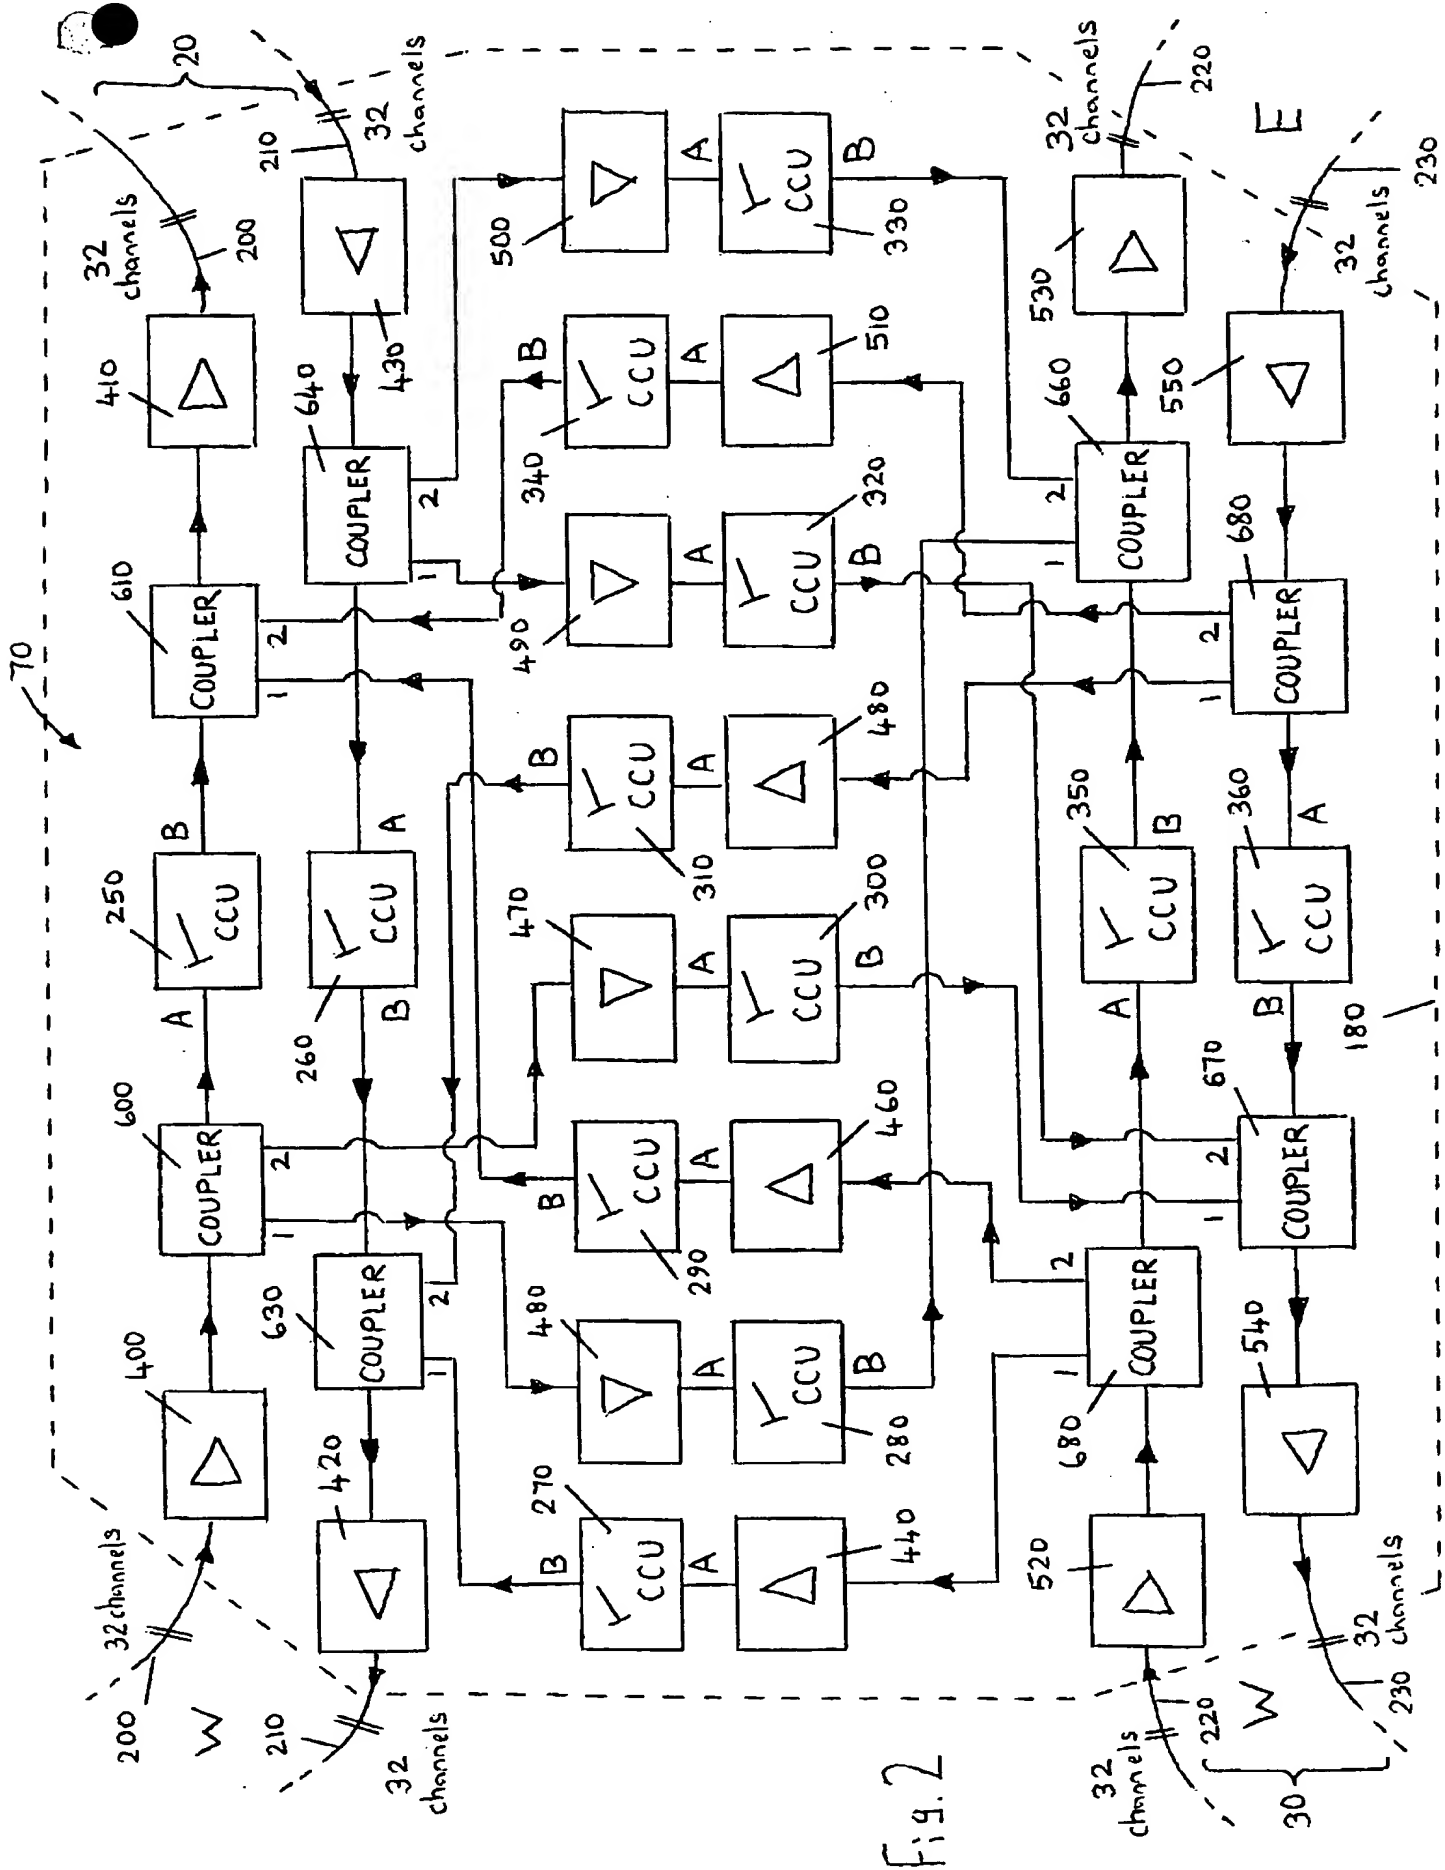 70
20
32 channels
200
W
400
600
A
250
B
610
410
32
channels
200
COUPLER
1
2
CCU
COUPLER
1
2
210
32
channels
420
630
260
B
A
640
430
210
32
channels
COUPLER
1
2
CCU
COUPLER
1
2
270
B
480
290
B
470
310
B
490
340
B
500
CCU
A
A
CCU
A
A
CCU
A
A
CCU
A
A
440
CCU
280
B
460
CCU
300
B
480
CCU
320
B
510
CCU
330
B
520
680
1
2
A
350
B
660
1
2
530
32
channels
220
COUPLER
CCU
COUPLER
32
channels
220
W
540
670
1
2
B
360
A
680
1
2
550
E
COUPLER
CCU
COUPLER
30
230
32
channels
180
32
channels
230
Fig. 2